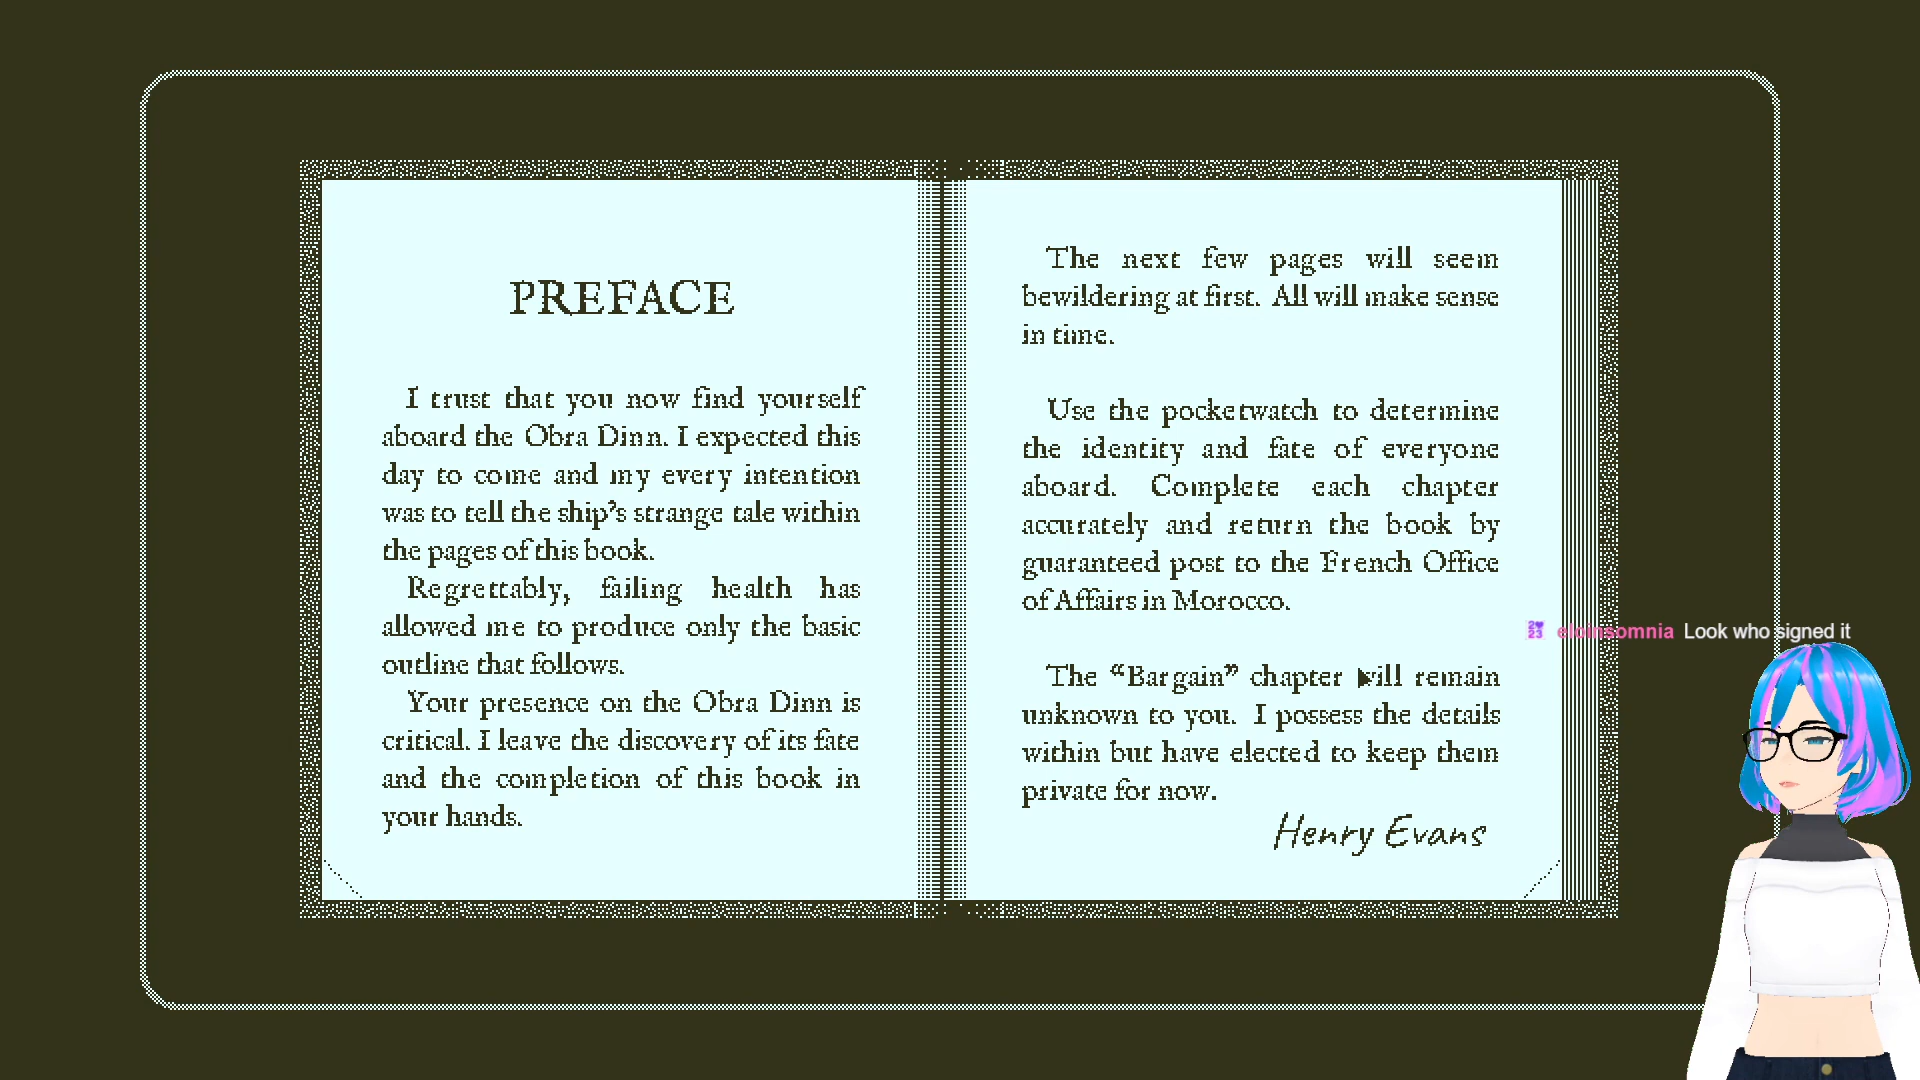 PREFACE
I trust that you now find yourself
aboard the Obra Dinn. I expected this
day to come and my every intention
was to tell the ship's strange tale within
the pages of this book.
Regrettably, failing health has
allowed me to produce only the basic
outline that follows.
Your presence on the Obra Dinn is
critical. I leave the discovery of its fate
and the completion of this book in
your hands.
The next few pages will seem
bewildering at first. All will make sense
in time.
Use the pocketwatch to determine
the identity and fate of everyone
aboard. Complete each chapter
accurately and return the book by
guaranteed post to the French Office
of Affairs in Morocco.
The “Bargain” chapter will remain
unknown to you. I possess the details
within but have elected to keep them
private for now.
Henry Evans
eloinsomnia Look who signed it